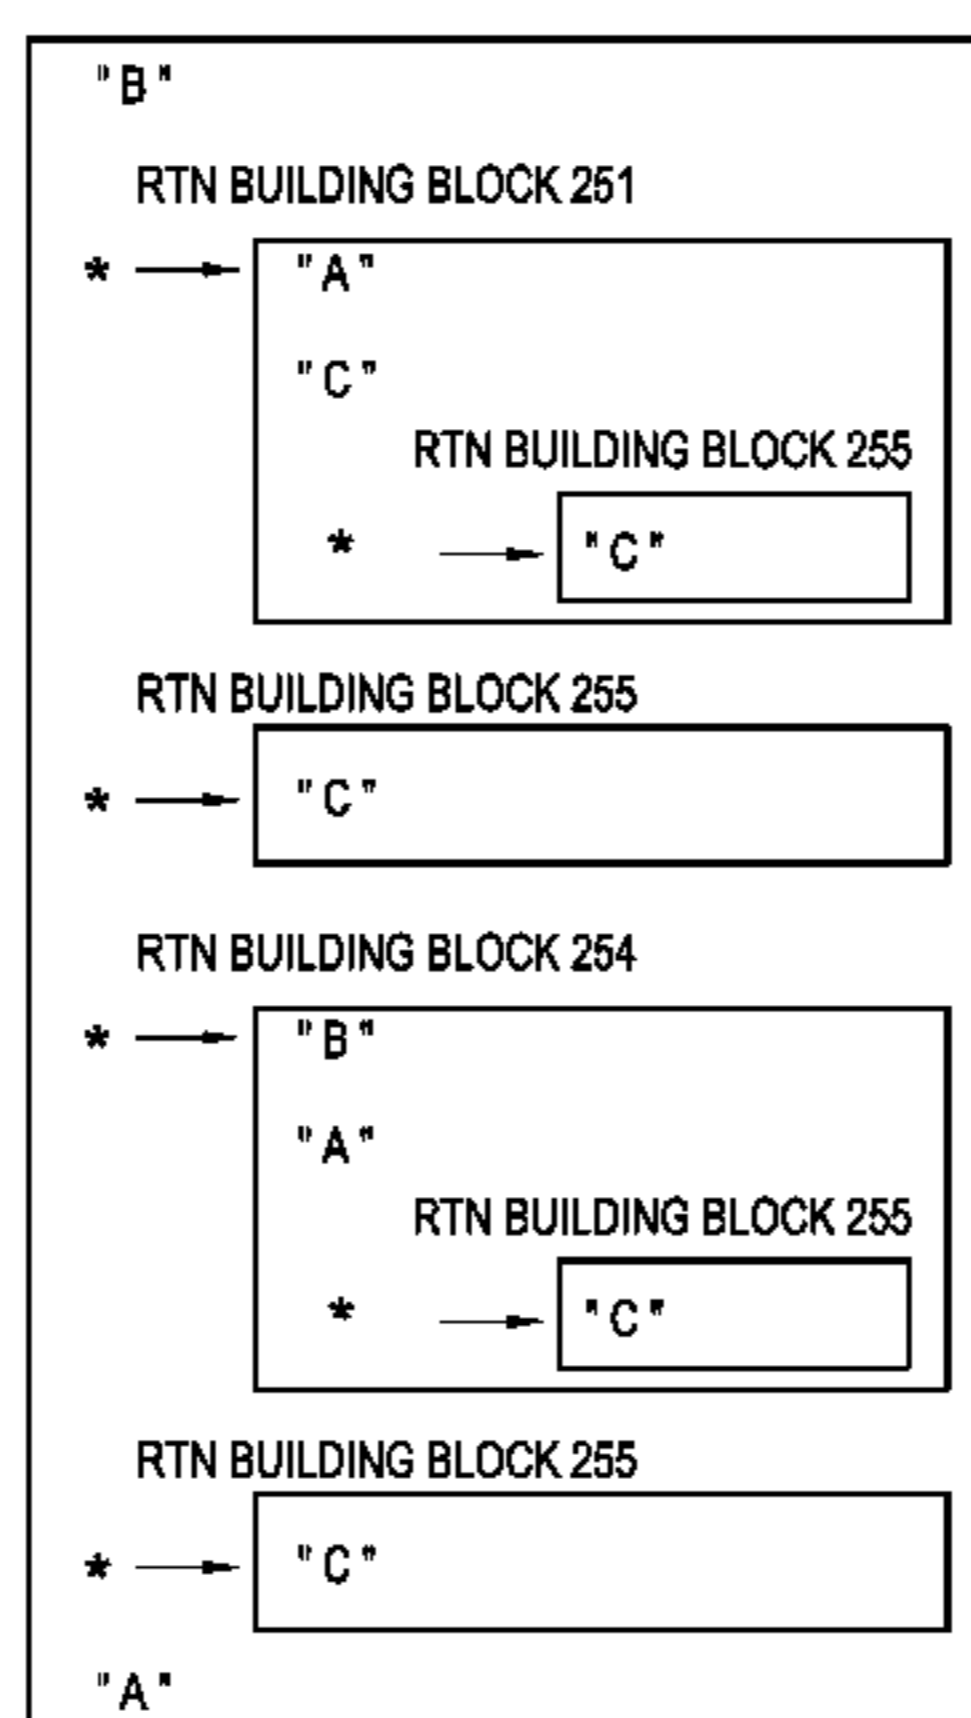 "B"
RTN BUILDING BLOCK 251
* "A"
"C"
RTN BUILDING BLOCK 255
* "C"
RTN BUILDING BLOCK 255
* "C"
RTN BUILDING BLOCK 254
* "B"
"A"
RTN BUILDING BLOCK 255
* "C"
RTN BUILDING BLOCK 255
* "C"
"A"